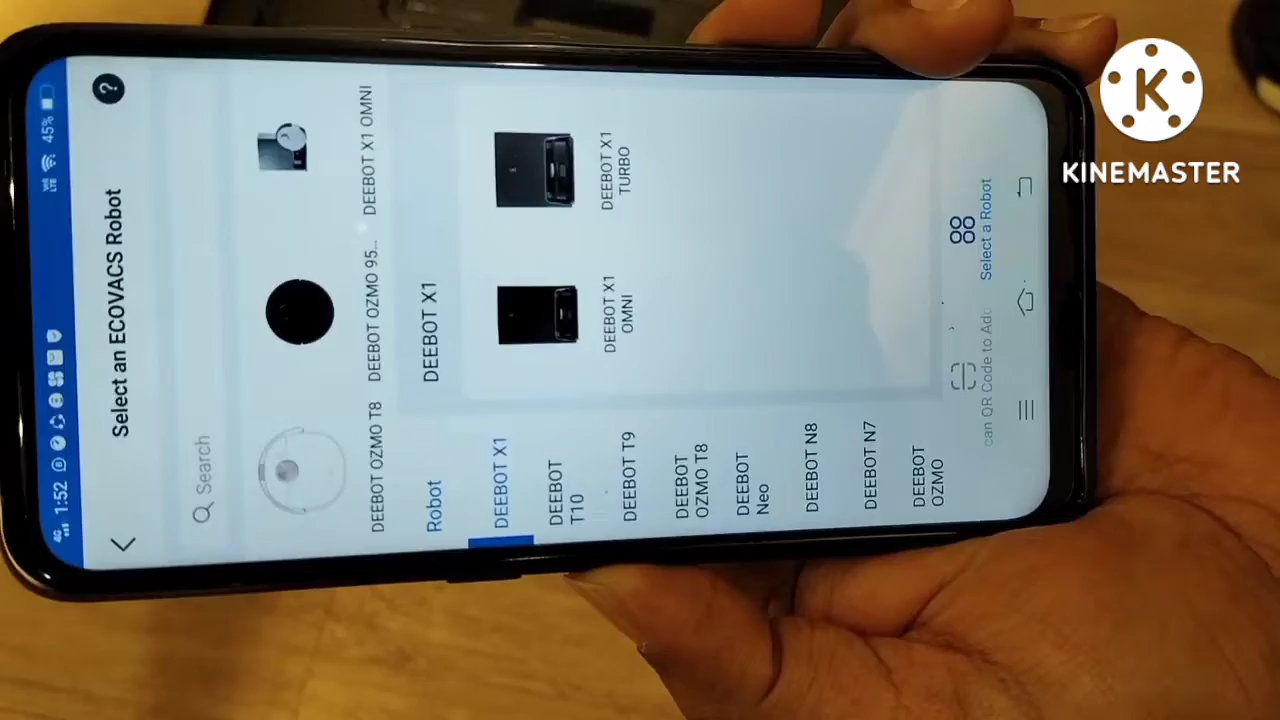 4G 1:52
LTE 45%
Select an ECOVACS Robot
?
Search
DEEBOT OZMO T8
DEEBOT OZMO 95...
DEEBOT X1 OMNI
Robot
DEEBOT X1
DEEBOT
T10
DEEBOT T9
DEEBOT
OZMO T8
DEEBOT
Neo
DEEBOT N8
DEEBOT N7
DEEBOT
OZMO
DEEBOT X1
DEEBOT X1
OMNI
DEEBOT X1
TURBO
can QR Code to Add
Select a Robot
K
KINEMASTER